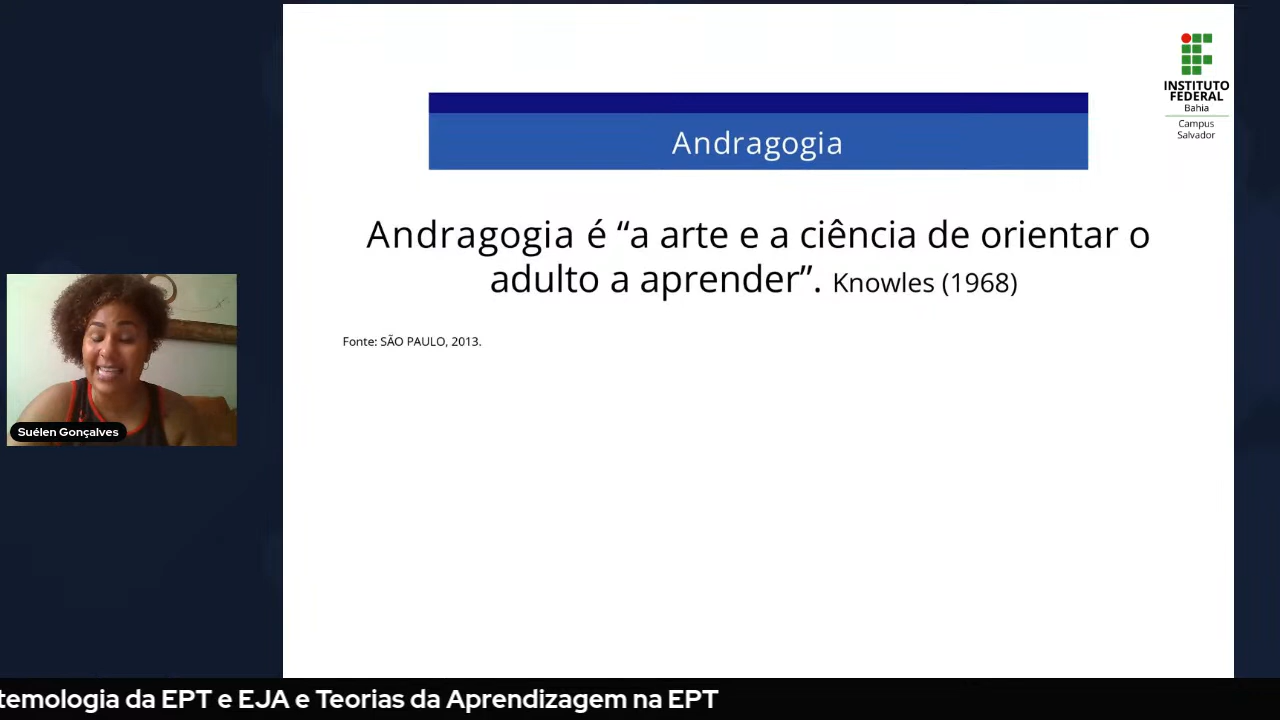 INSTITUTO
FEDERAL
Bahia
Campus
Salvador
Andragogia
Andragogia é “a arte e a ciência de orientar o
adulto a aprender”. Knowles (1968)
Fonte: SÃO PAULO, 2013.
Suélen Gonçalves
temologia da EPT e EJA e Teorias da Aprendizagem na EPT